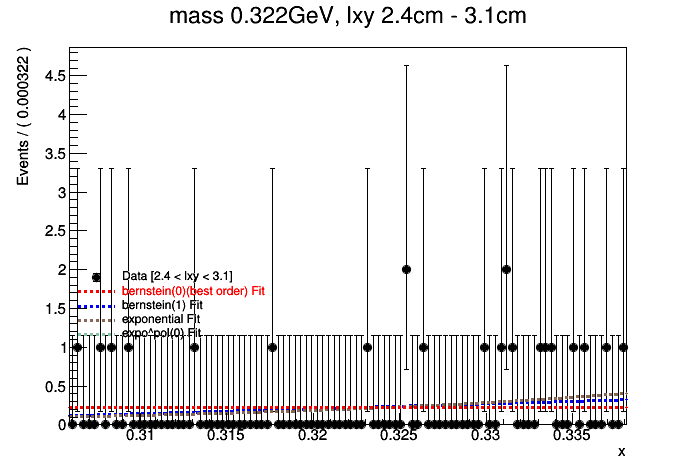 mass 0.322GeV, lxy 2.4cm - 3.1cm
Events / ( 0.000322 )
4.5
4
3.5
3
2.5
2
1.5
1
0.5
0
Data [2.4 < lxy < 3.1]
bernstein(0)(best order) Fit
bernstein(1) Fit
exponential Fit
expo^pol(0) Fit
0.31
0.315
0.32
0.325
0.33
0.335
x